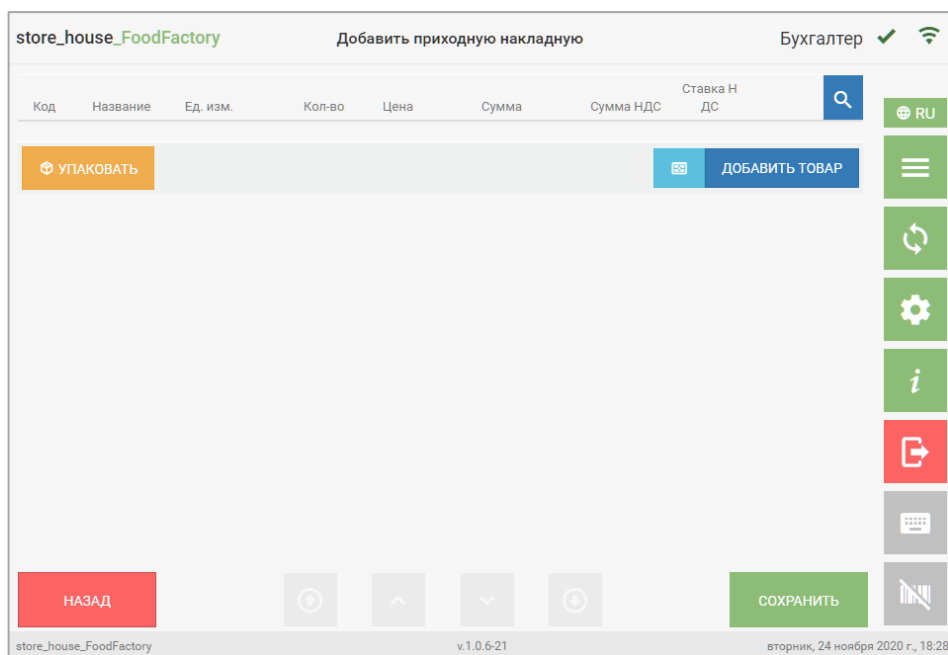 store_house_FoodFactory Добавить приходную накладную Бухгалтер
Код Название Ед. изм. Кол-во Цена Сумма Сумма НДС Ставка Н
ДС
RU
УПАКОВАТЬ ДОБАВИТЬ ТОВАР
i
НАЗАД СОХРАНИТЬ
store_house_FoodFactory v.1.0.6-21 вторник, 24 ноября 2020 г., 18:28